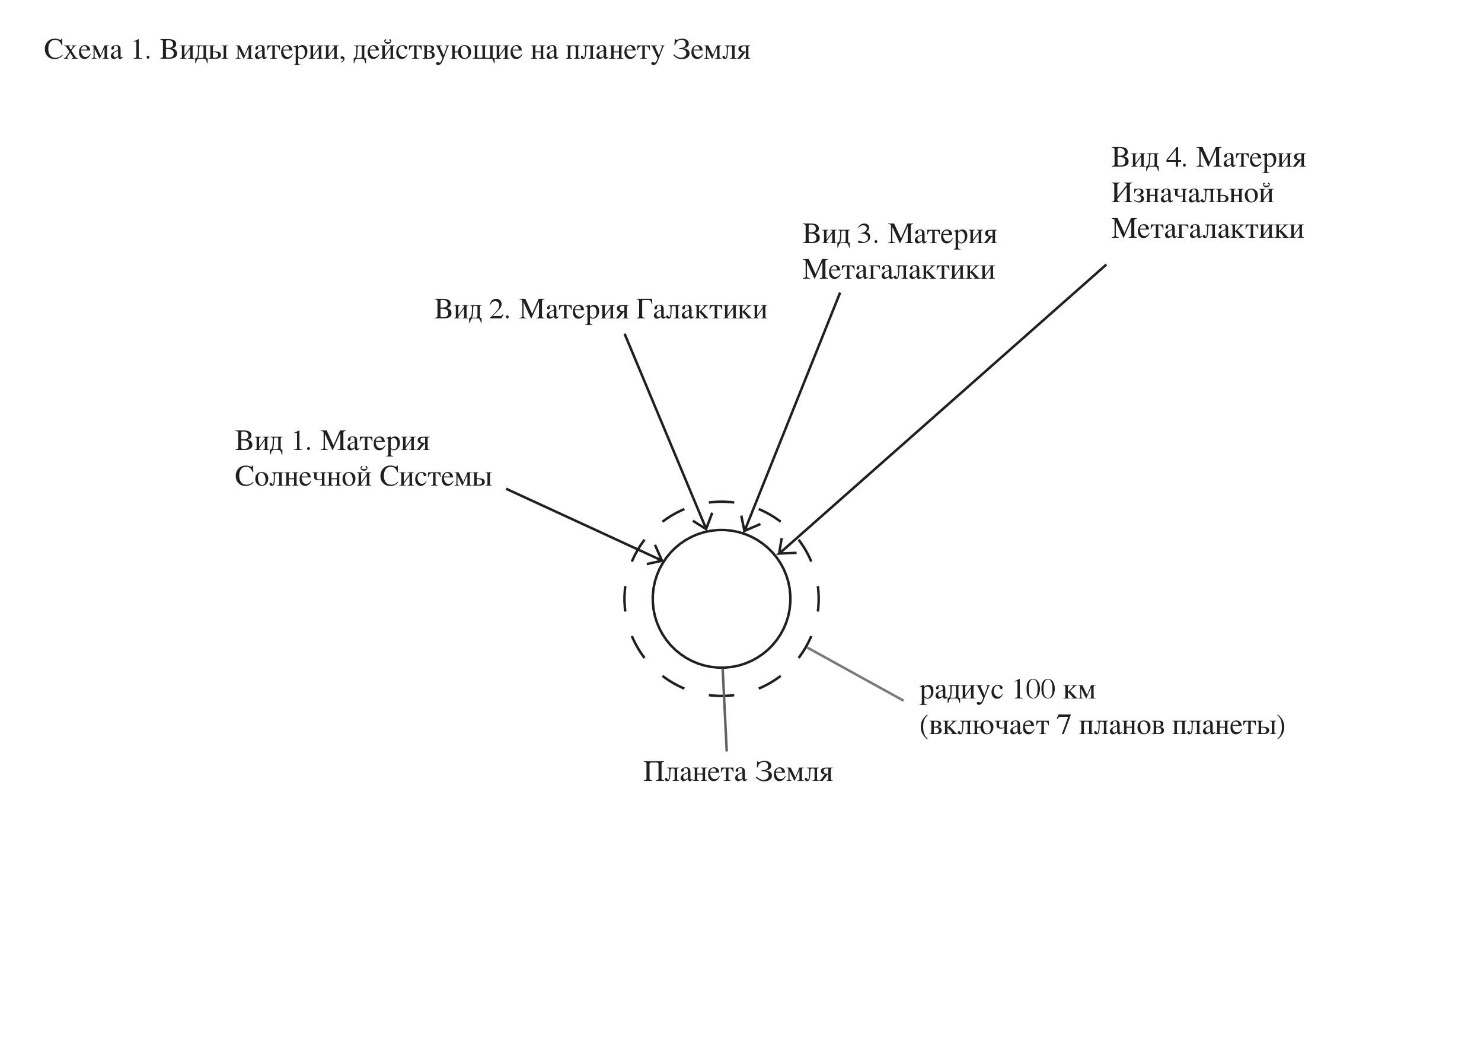 Схема 1. Виды материи, действующие на планету Земля
Вид 4. Материя
Изначальной
Метагалактики
Вид 3. Материя
Метагалактики
Вид 2. Материя Галактики
Вид 1. Материя
Солнечной Системы
радиус 100 км
(включает 7 планов планеты)
Планета Земля